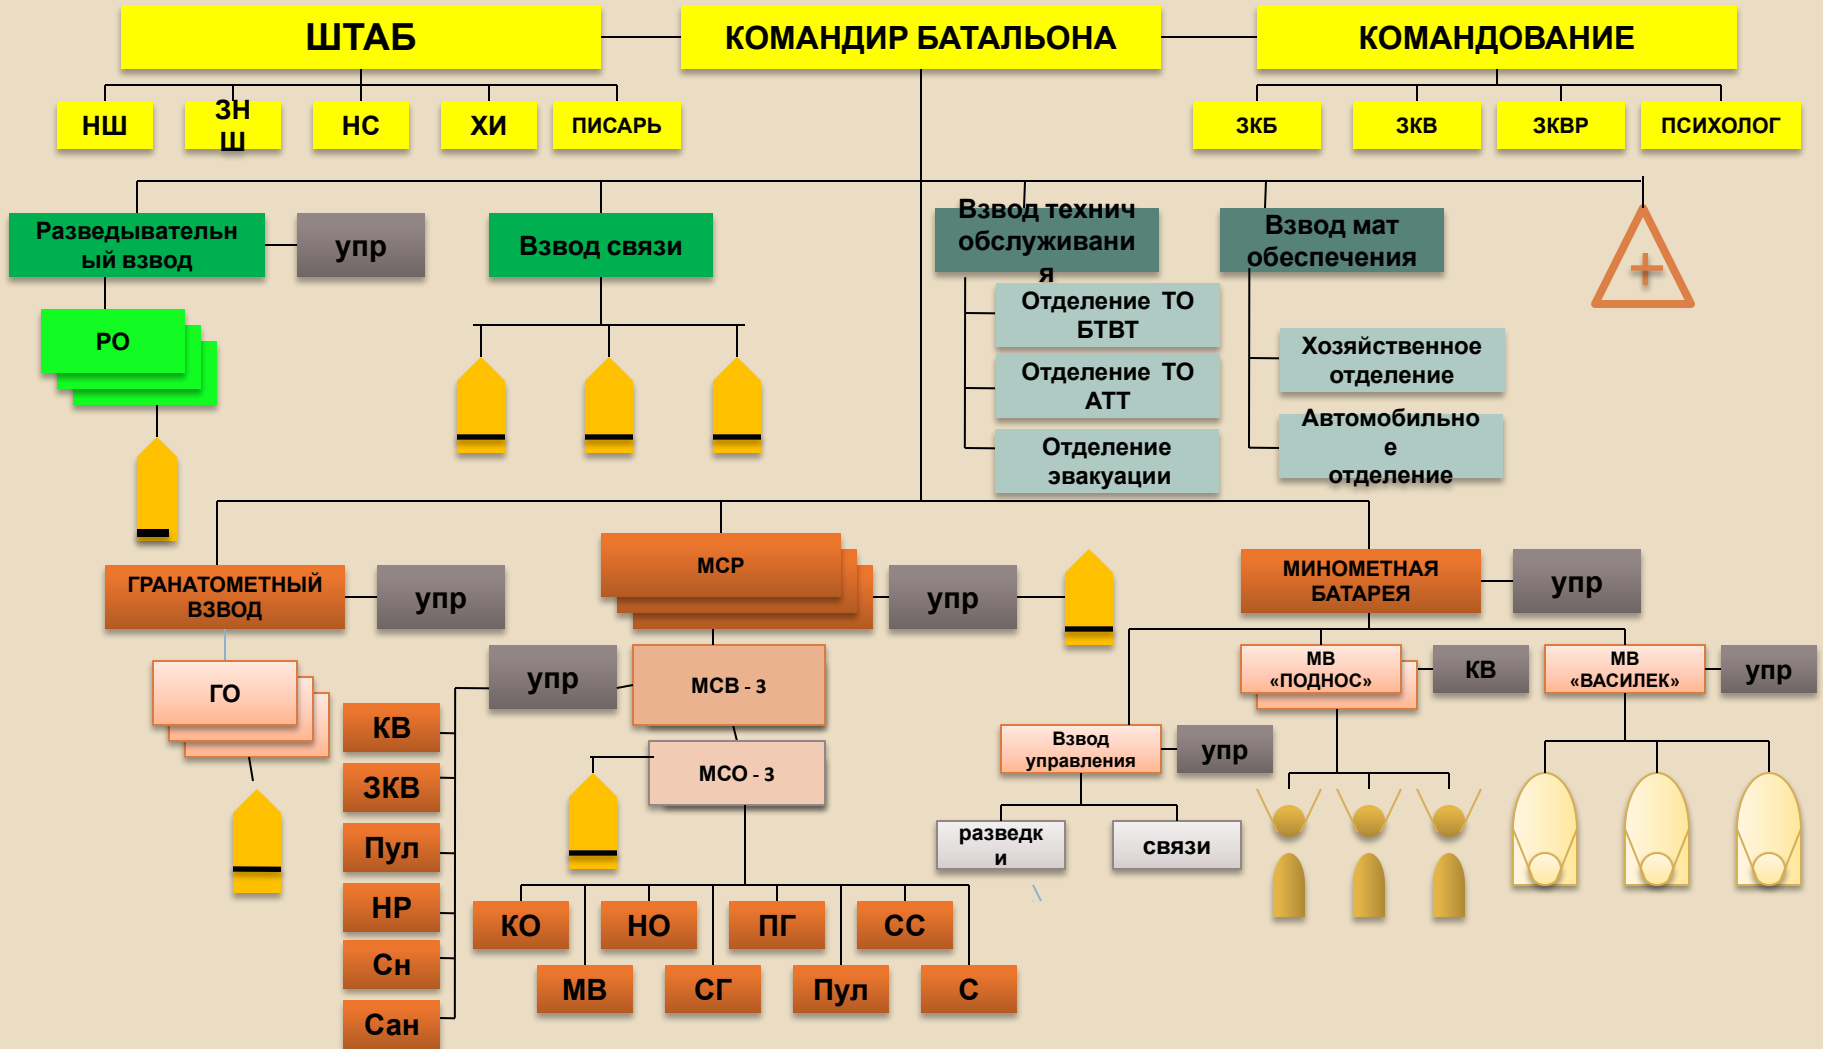 ШТАБ
КОМАНДИР БАТАЛЬОНА
КОМАНДОВАНИЕ
НШ
ЗН
Ш
НС
ХИ
ПИСАРЬ
ЗКБ
ЗКВ
ЗКВР
ПСИХОЛОГ
Разведывательн
ый взвод
упр
Взвод связи
Взвод технич
обслуживани
я
Взвод мат
обеспечения
РО
Отделение ТО
БТВТ
Отделение ТО
АТТ
Отделение
эвакуации
Хозяйственное
отделение
Автомобильно
е
отделение
ГРАНАТОМЕТНЫЙ
ВЗВОД
упр
МСР
упр
МИНОМЕТНАЯ
БАТАРЕЯ
упр
ГО
упр
МСВ - 3
МСО - 3
КВ
ЗКВ
Пул
НР
Сн
Сан
КО
НО
ПГ
СС
МВ
СГ
Пул
С
МВ
«ПОДНОС»
КВ
МВ
«ВАСИЛЕК»
упр
Взвод
управления
упр
разведк
и
связи